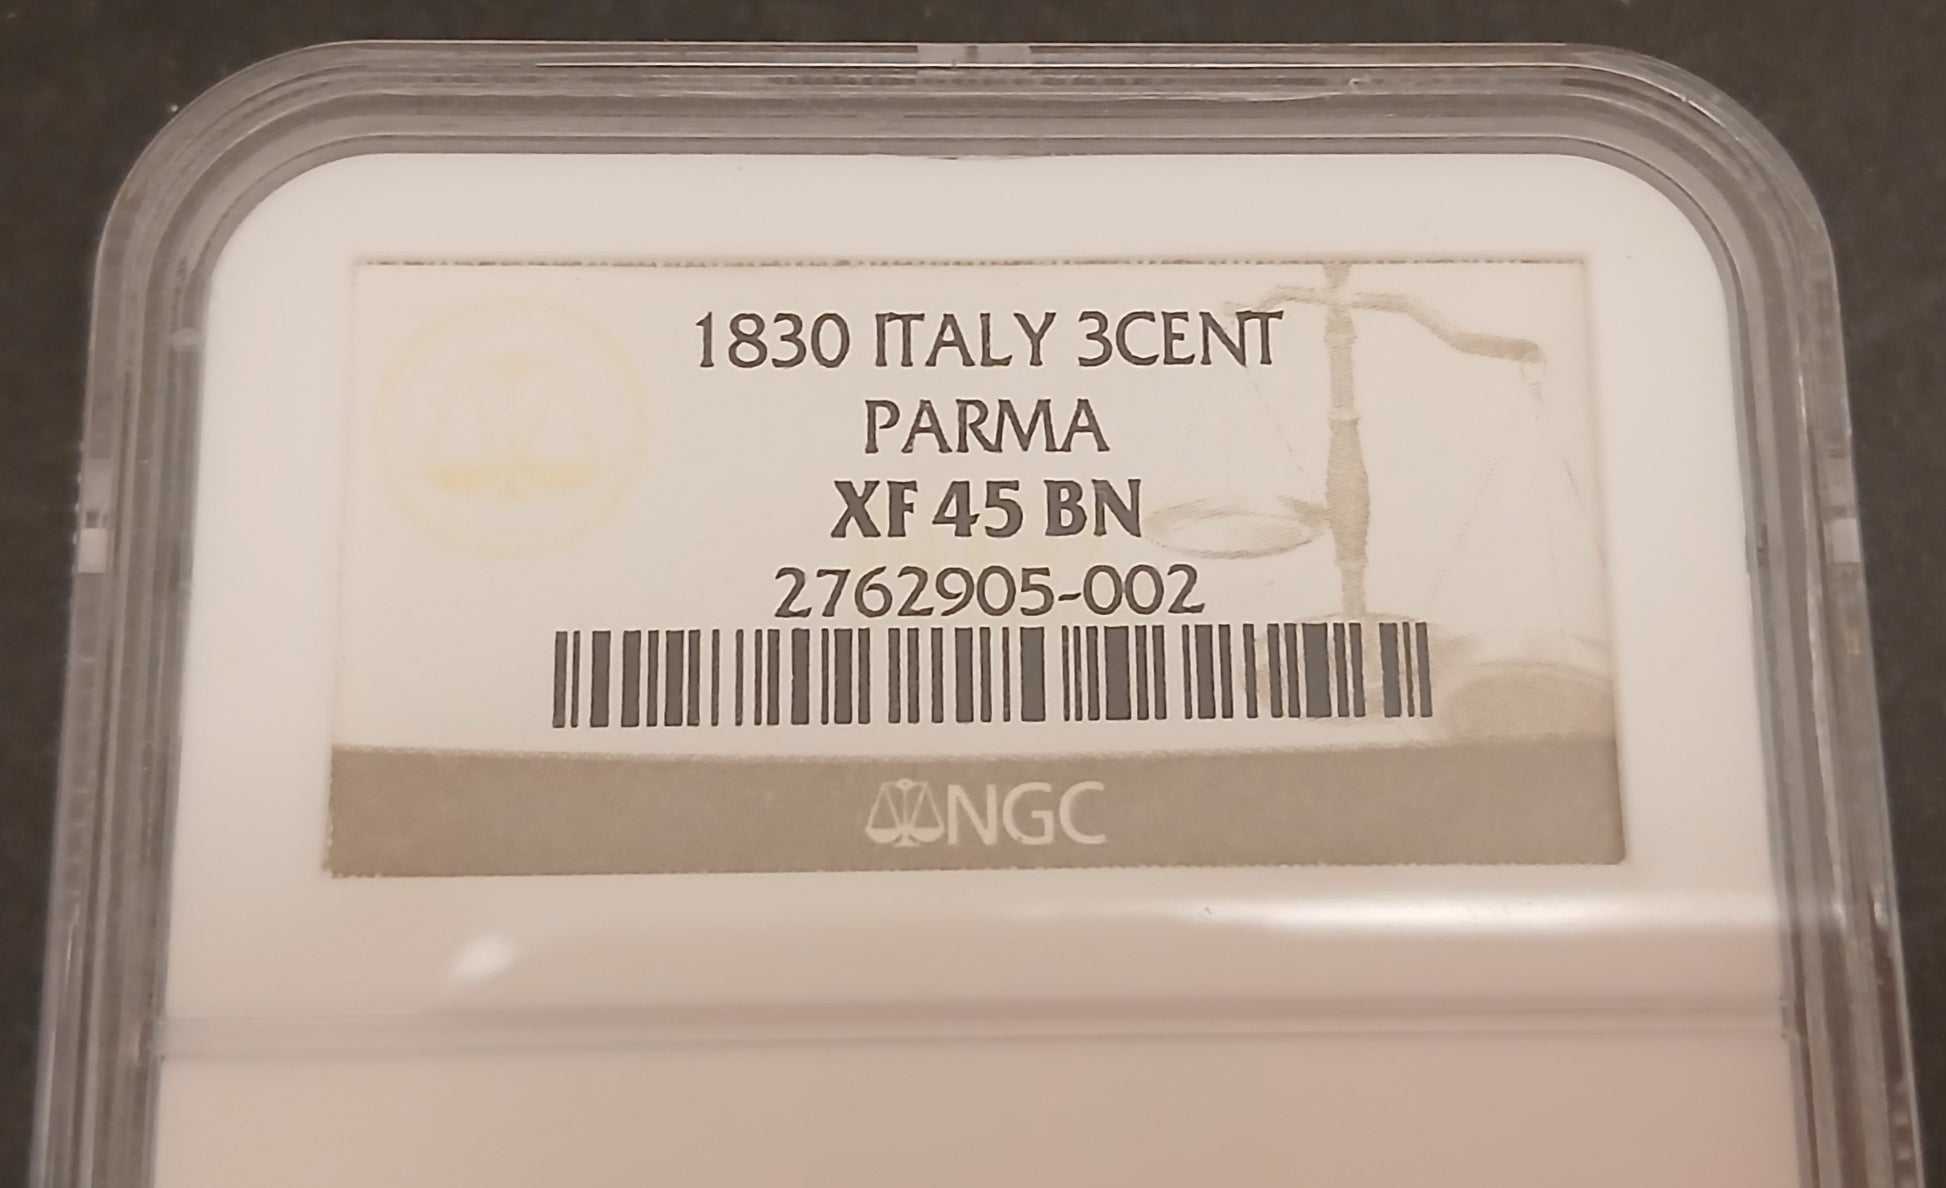 1830 ITALY 3CENT
PARMA
XF 45 BN
2762905-002
NGC